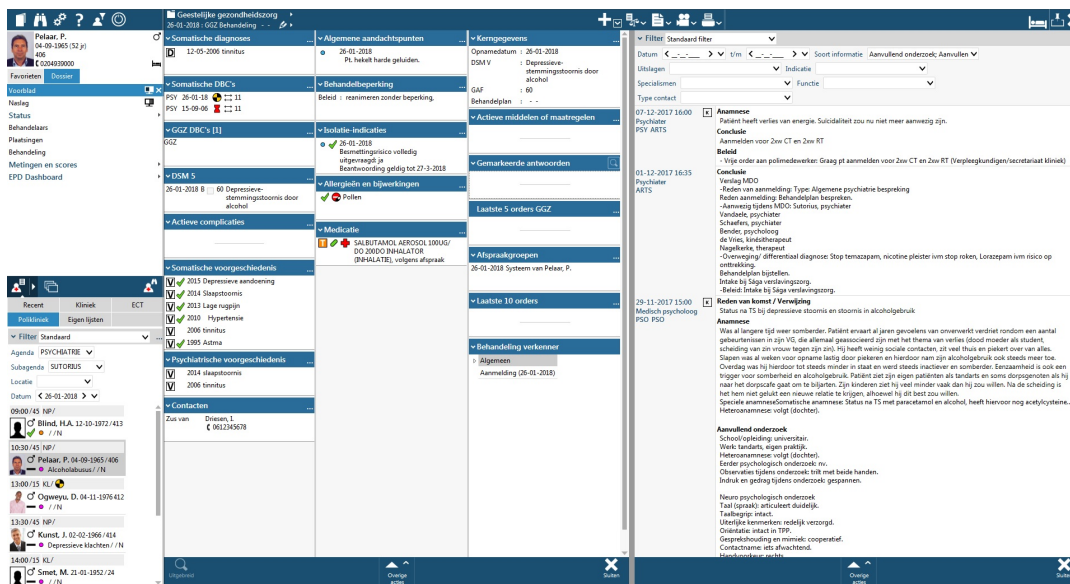 Pelaar, P.
04-09-1965 (52 jr)
406
0204939000
Favorieten Dossier
Voorblad
Naslag
Status
Behandelaars
Plaatsingen
Behandeling
Metingen en scores
EPD Dashboard
Recent Kliniek ECT
Polikliniek Eigen lijsten
Filter Standaard
Agenda PSYCHIATRIE
Subagenda SUTORIUS
Locatie
Datum < 26-01-2018 >
09:00/45 NP/
Blind, H.A. 12-10-1972/413
/ /N
10:30/45 NP/
Pelaar, P. 04-09-1965/406
Alcoholabusus/ /N
13:00/15 KL/
Ogweyu, D. 04-11-1976 412
/ /N
13:30/45 NP/
Kunst, J. 02-02-1966/414
Depressieve klachten/ /N
14:00/15 KL/
Smet, M. 21-01-1952/24
/ /N
Geestelijke gezondheidszorg
26-01-2018 : GGZ Behandeling - -
Somatische diagnoses ...
D 12-05-2006 tinnitus
Somatische DBC's ...
PSY 26-01-18 11
PSY 15-09-06 11
GGZ DBC's [1] ...
GGZ
DSM 5 ...
26-01-2018 B 60 Depressieve-
stemmingsstoornis door
alcohol
Actieve complicaties ...
Somatische voorgeschiedenis ...
V 2015 Depressieve aandoening
V 2014 Slaapstoornis
V 2013 Lage rugpijn
V 2010 Hypertensie
V 2006 tinnitus
V 1995 Astma
Psychiatrische voorgeschiedenis ...
V 2014 slaapstoornis
V 2006 tinnitus
Contacten ...
Zus van Driesen, I.
0612345678
Uitgebreid
Algemene aandachtspunten ...
26-01-2018
Pt. hekelt harde geluiden.
Behandelbeperking ...
Beleid : reanimeren zonder beperking,
Isolatie-indicaties ...
26-01-2018
Besmettingsrisico volledig
uitgevraagd: ja
Beantwoording geldig tot 27-3-2018
Allergieën en bijwerkingen ...
Pollen
Medicatie ...
T SALBUTAMOL AEROSOL 100UG/
DO 200DO INHALATOR
(INHALATIE), volgens afspraak
Overige
acties
Kerngegevens ...
Opnamedatum : 26-01-2018
DSM V : Depressieve-
stemmingsstoornis door
alcohol
GAF : 60
Behandelplan : - -
Actieve middelen of maatregelen ...
Gemarkeerde antwoorden
Laatste 5 orders GGZ ...
Afspraakgroepen ...
26-01-2018 Systeem van Pelaar, P.
Laatste 10 orders ...
Behandeling verkenner ...
Algemeen
Aanmelding (26-01-2018)
Sluiten
Filter Standaard filter
Datum < _-_-____ > t/m < _-_-____ > Soort informatie Aanvullend onderzoek; Aanvullen
Uitslagen Indicatie
Specialismen Functie
Type contact
07-12-2017 16:00 K Anamnese
Psychiater Patiënt heeft verlies van energie. Suïcidaliteit zou nu niet meer aanwezig zijn.
PSY ARTS Conclusie
Aanmelden voor 2xw CT en 2xw RT
Beleid
- Vrije order aan polimedewerker: Graag pt aanmelden voor 2xw CT en 2xw RT (Verpleegkundigen/secretariaat kliniek)
01-12-2017 16:35 Conclusie
Psychiater Verslag MDO
ARTS -Reden van aanmelding: Type: Algemene psychiatrie bespreking
Reden aanmelding: Behandelplan bespreken.
-Aanwezig tijdens MDO: Sutorius, psychiater
Vandaele, psychiater
Schaefers, psychiater
Bender, psycholoog
de Vries, kinésitherapeut
Nagelkerke, therapeut
-Overweging/ differentiaal diagnose: Stop temazapam, nicotine pleister ivm stop roken, Lorazepam ivm risico op
onttrekking.
Behandelplan bijstellen.
Intake bij Sága verslavingszorg.
-Beleid: Intake bij Sága verslavingszorg.
29-11-2017 15:00 K Reden van komst / Verwijzing
Medisch psycholoog Status na TS bij depressieve stoornis en stoornis in alcoholgebruik
PSO PSO Anamnese
Was al langere tijd weer somberder. Patiënt ervaart al jaren gevoelens van onverwerkt verdriet rondom een aantal
gebeurtenissen in zijn VG, die allemaal geassocieerd zijn met het thema van verlies (dood moeder als student,
scheiding van zin vrouw tegen zijn zin). Hij heeft weinig sociale contacten, zit veel thuis en piekert over van alles.
Slapen was al weken voor opname lastig door piekeren en hierdoor nam zijn alcoholgebruik ook steeds meer toe.
Overdag was hij hierdoor tot steeds minder in staat en werd steeds inactiever en somberder. Eenzaamheid is ook een
trigger voor somberheid en alcoholgebruik. Patiënt ziet zijn eigen patiënten als tandarts en soms dorpsgenoten als hij
naar het dorpscafe gaat om te biljarten. Zijn kinderen ziet hij veel minder vaak dan hij zou willen. Na de scheiding is
het hem niet gelukt een nieuwe relatie te krijgen, alhoewel hij dit best zou willen.
Speciele anamneseSomatische anamnese: Status na TS met paracetamol en alcohol, heeft hiervoor nog acetylcysteine..
Heteroanamnese: volgt (dochter).
Aanvullend onderzoek
School/opleiding: universitair.
Werk: tandarts, eigen praktijk.
Heteroanamnese: volgt (dochter).
Eerder psychologisch onderzoek: nv.
Observaties tijdens onderzoek: trilt met beide handen.
Indruk en gedrag tijdens onderzoek: gespannen.
Neuro psychologisch onderzoek
Taal (spraak): articuleert duidelijk.
Taalbegrip: intact.
Uiterlijke kenmerken: redelijk verzorgd.
Oriëntatie: intact in TPP.
Gesprekshouding en mimiek: cooperatief.
Contactname: iets afwachtend.
Handvoorkeur: rechts
Overige
acties
Sluiten